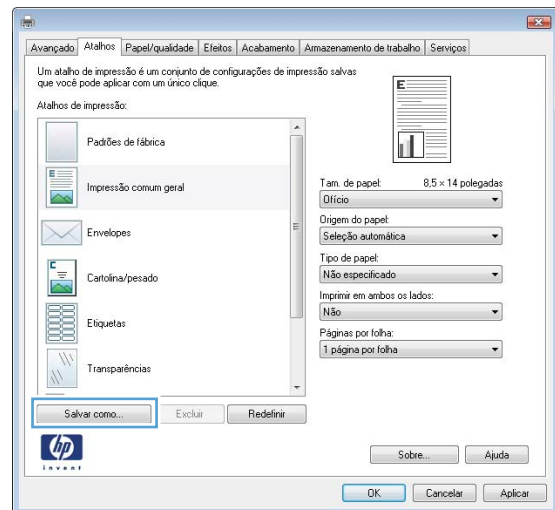 Avançado Atalhos Papel/qualidade Efeitos Acabamento Armazenamento de trabalho Serviços
Um atalho de impressão é um conjunto de configurações de impressão salvas
que você pode aplicar com um único clique.
Atalhos de impressão:
Padrões de fábrica
Impressão comum geral
Envelopes
Cartolina/pesado
Etiquetas
Transparências
Salvar como... Excluir Redefinir
E
E
C
Tam. de papel: 8,5 × 14 polegadas
Ofício
Origem do papel:
Seleção automática
Tipo de papel:
Não especificado
Imprimir em ambos os lados:
Não
Páginas por folha:
1 página por folha
hp
invent
Sobre... Ajuda
OK Cancelar Aplicar